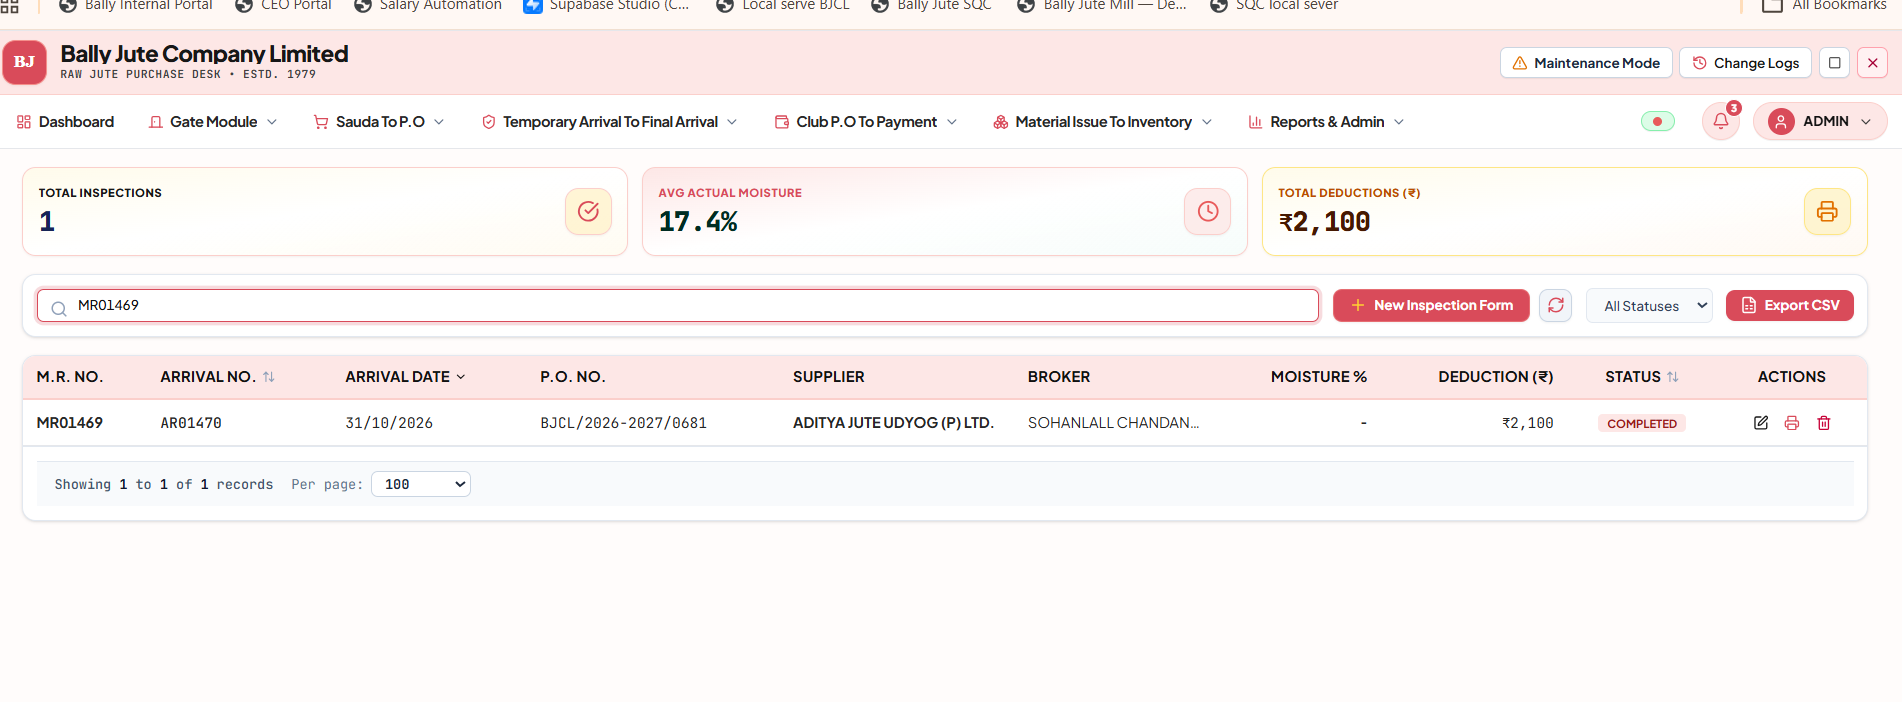 Bally Internal Portal CEO Portal Salary Automation Supabase Studio (C... Local serve BJCL Bally Jute SQC Bally Jute Mill — De... SQC local sever All Bookmarks
BJ Bally Jute Company Limited
RAW JUTE PURCHASE DESK • ESTD. 1979
Maintenance Mode Change Logs
Dashboard Gate Module Sauda To P.O Temporary Arrival To Final Arrival Club P.O To Payment Material Issue To Inventory Reports & Admin 3 ADMIN
TOTAL INSPECTIONS
1
AVG ACTUAL MOISTURE
17.4%
TOTAL DEDUCTIONS (₹)
₹2,100
MR01469 New Inspection Form All Statuses Export CSV
M.R. NO. ARRIVAL NO. ARRIVAL DATE P.O. NO. SUPPLIER BROKER MOISTURE % DEDUCTION (₹) STATUS ACTIONS
MR01469 AR01470 31/10/2026 BJCL/2026-2027/0681 ADITYA JUTE UDYOG (P) LTD. SOHANLALL CHANDAN... - ₹2,100 COMPLETED
Showing 1 to 1 of 1 records Per page: 100